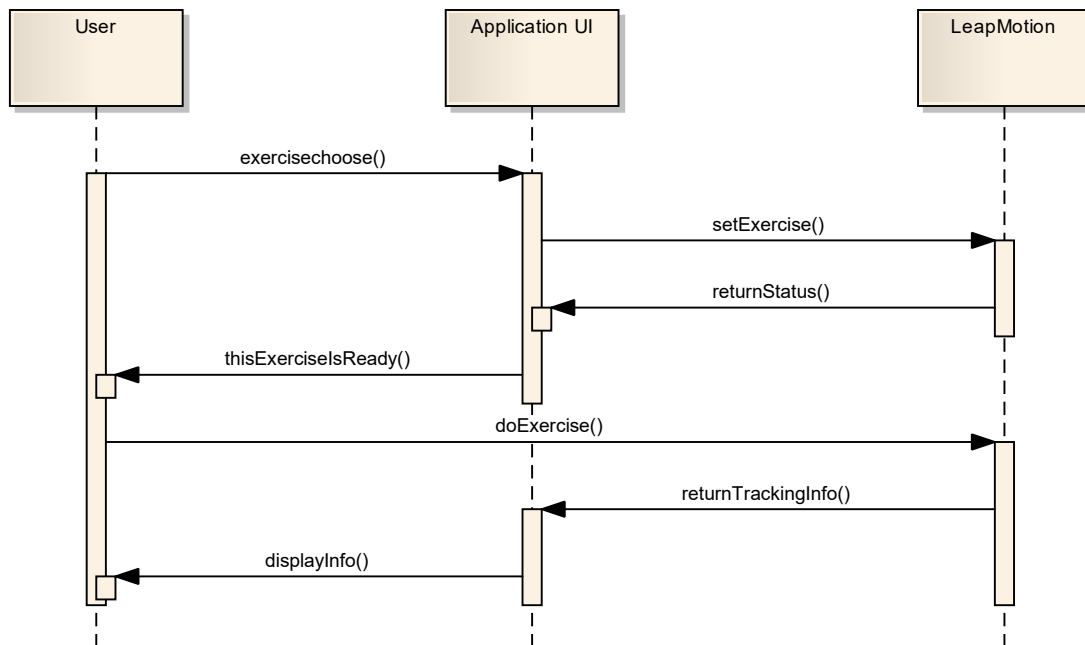 User
Application UI
LeapMotion
exercisechoose()
setExercise()
returnStatus()
thisExerciseIsReady()
doExercise()
returnTrackingInfo()
displayInfo()